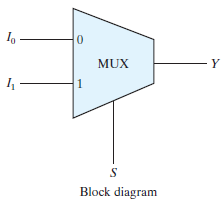 I₀ 0
MUX Y
I₁ 1
S
Block diagram